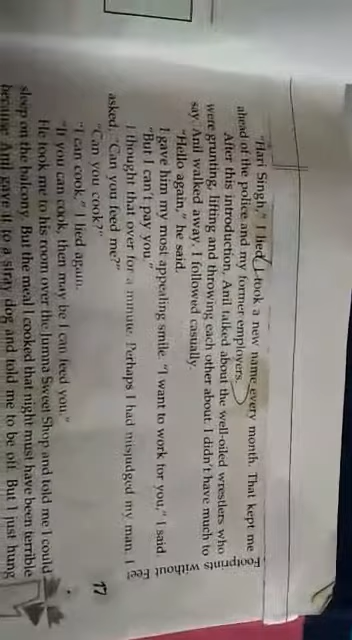 Footprints without Feet
"Hari Singh," I lied. I took a new name every month. That kept me
ahead of the police and my former employers.
After this introduction, Anil talked about the well-oiled wrestlers who
were grunting, lifting and throwing each other about. I didn't have much to
say. Anil walked away. I followed casually.
"Hello again," he said.
I gave him my most appealing smile. "I want to work for you," I said.
"But I can't pay you."
I thought that over for a minute. Perhaps I had misjudged my man. I
asked, "Can you feed me?"
"Can you cook?"
"I can cook," I lied again.
"If you can cook, then may be I can feed you."
He took me to his room over the Jumna Sweet Shop and told me I could
sleep on the balcony. But the meal I cooked that night must have been terrible
because Anil gave it to a stray dog and told me to be off. But I just hung
17